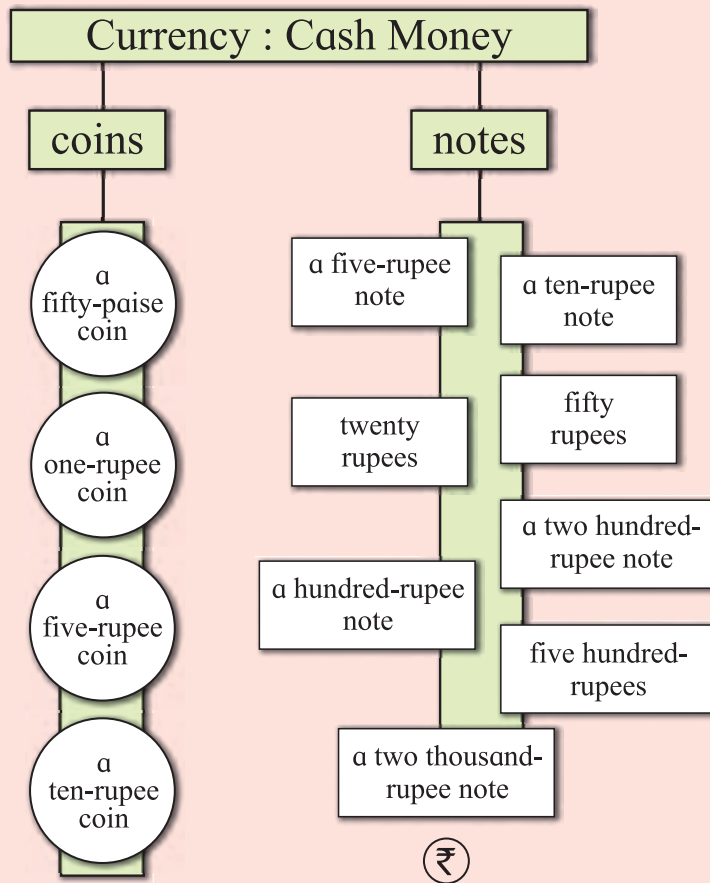 Currency : Cash Money
coins
a
fifty-paise
coin
a
one-rupee
coin
a
five-rupee
coin
a
ten-rupee
coin
notes
a five-rupee
note
a ten-rupee
note
twenty
rupees
fifty
rupees
a two hundred-
rupee note
a hundred-rupee
note
five hundred-
rupees
a two thousand-
rupee note
₹